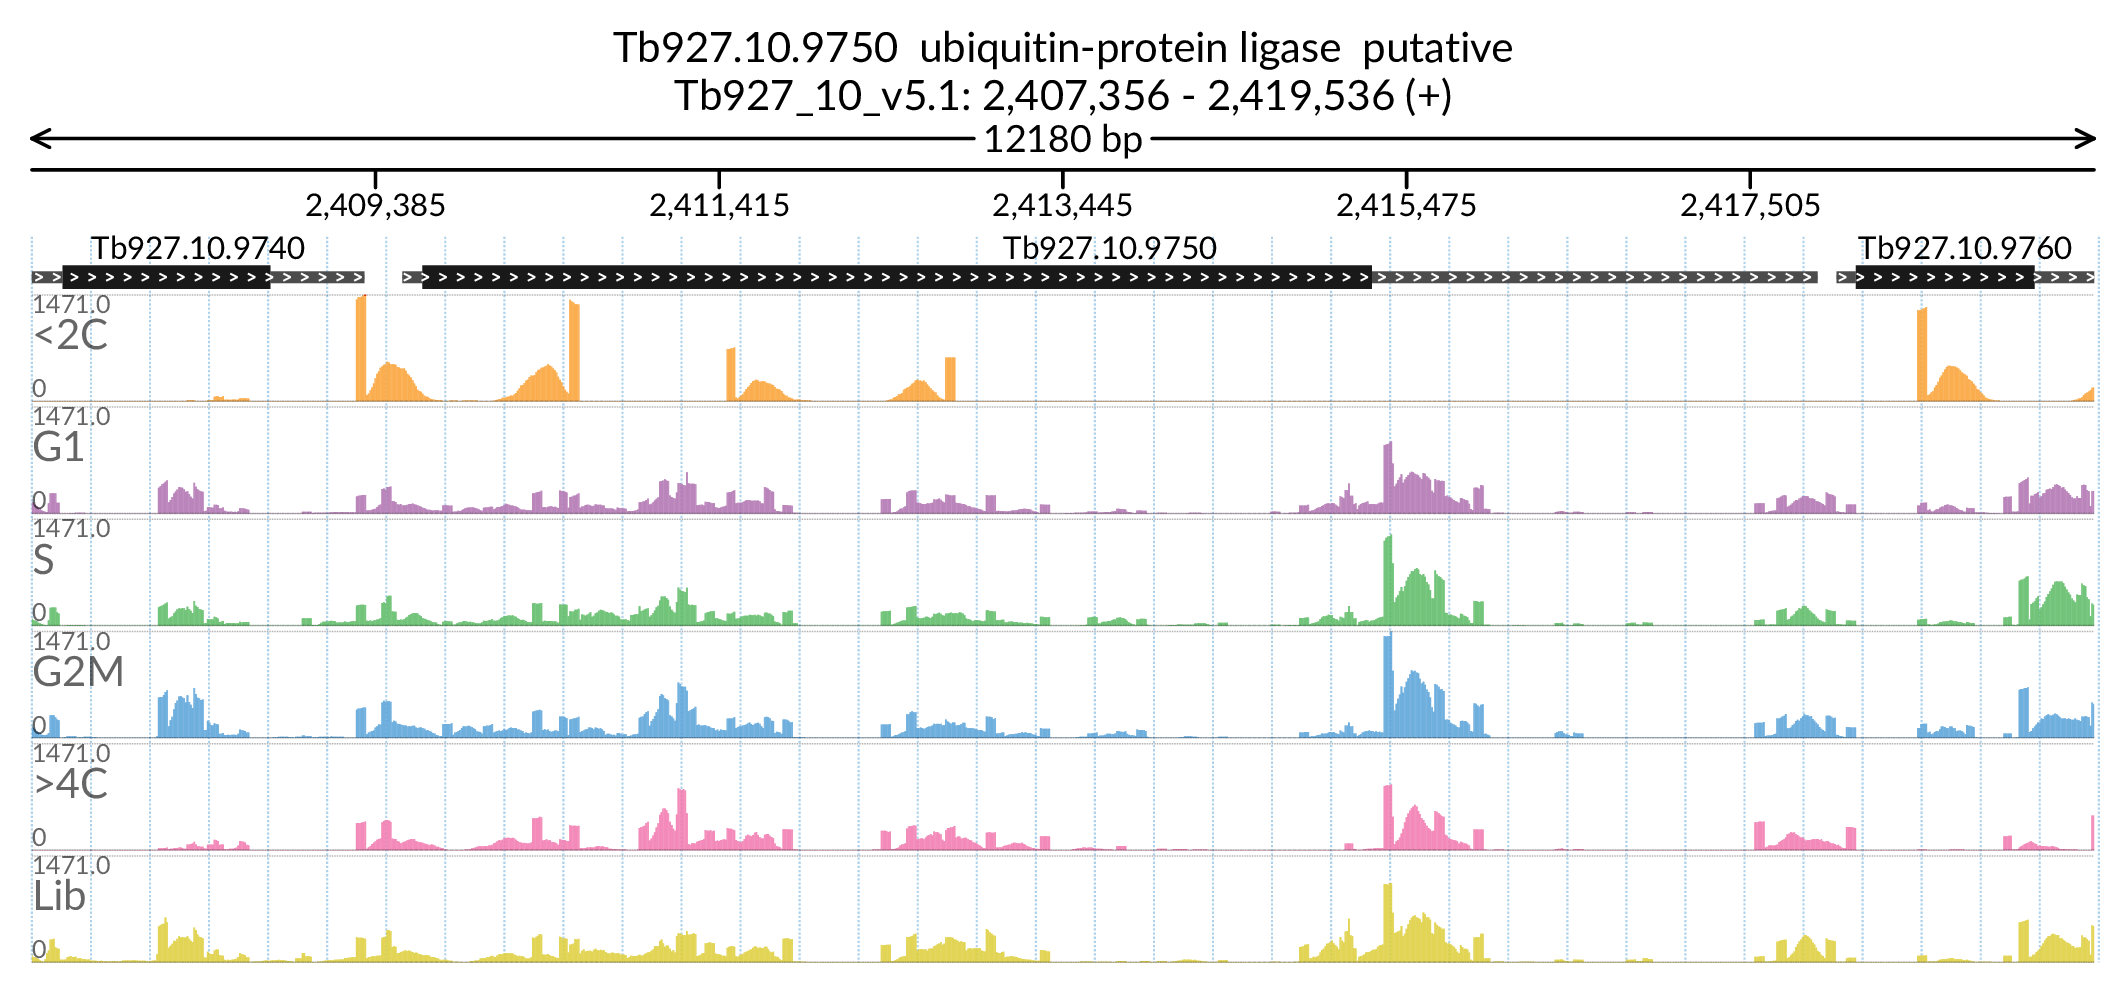 Tb927.10.9750 ubiquitin-protein ligase putative
Tb927_10_v5.1: 2,407,356 - 2,419,536 (+)
12180 bp
2,409,385 2,411,415 2,413,445 2,415,475 2,417,505
Tb927.10.9740 Tb927.10.9750 Tb927.10.9760
1471.0
<2C
0
1471.0
G1
0
1471.0
S
0
1471.0
G2M
0
1471.0
>4C
0
1471.0
Lib
0